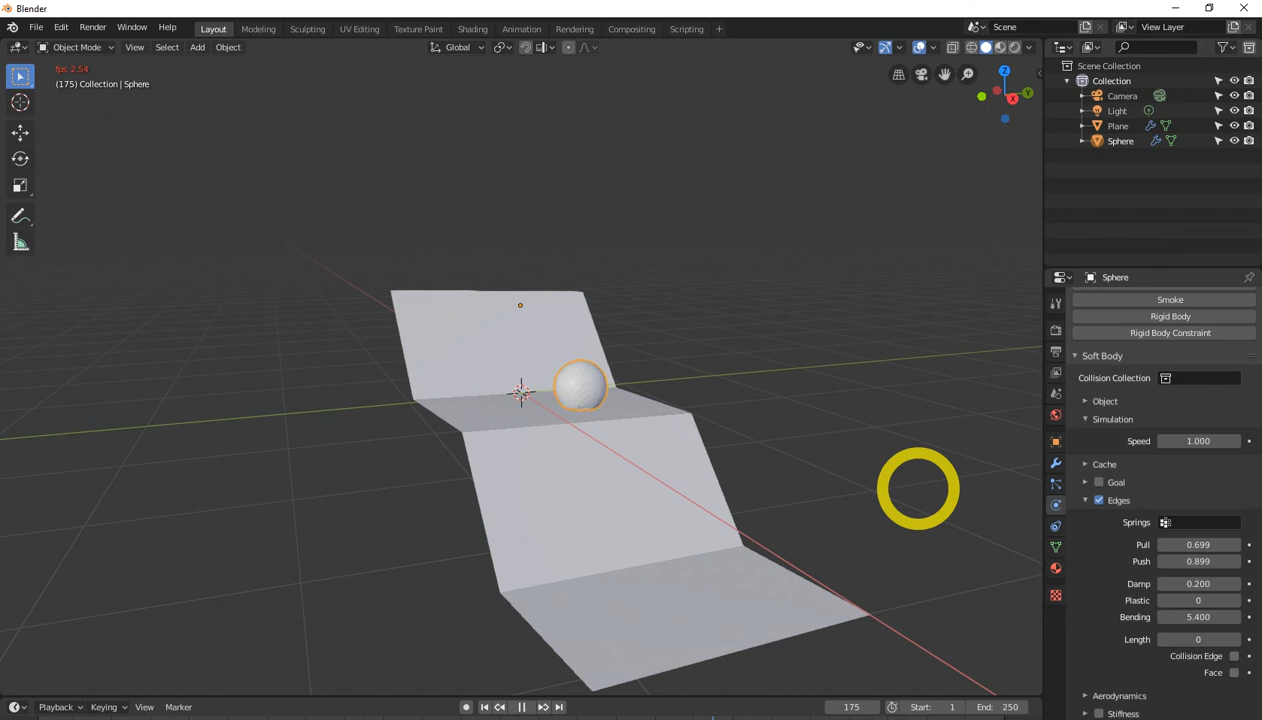 Blender
File Edit Render Window Help Layout Modeling Sculpting UV Editing Texture Paint Shading Animation Rendering Compositing Scripting + Scene View Layer
Object Mode View Select Add Object Global
fps: 2.54
(175) Collection | Sphere
Z
Y
X
Scene Collection
Collection
Camera
Light
Plane
Sphere
Sphere
Smoke
Rigid Body
Rigid Body Constraint
Soft Body
Collision Collection
Object
Simulation
Speed 1.000
Cache
Goal
Edges
Springs
Pull 0.699
Push 0.899
Damp 0.200
Plastic 0
Bending 5.400
Length 0
Collision Edge
Face
Aerodynamics
Stiffness
Playback Keying View Marker 175 Start: 1 End: 250